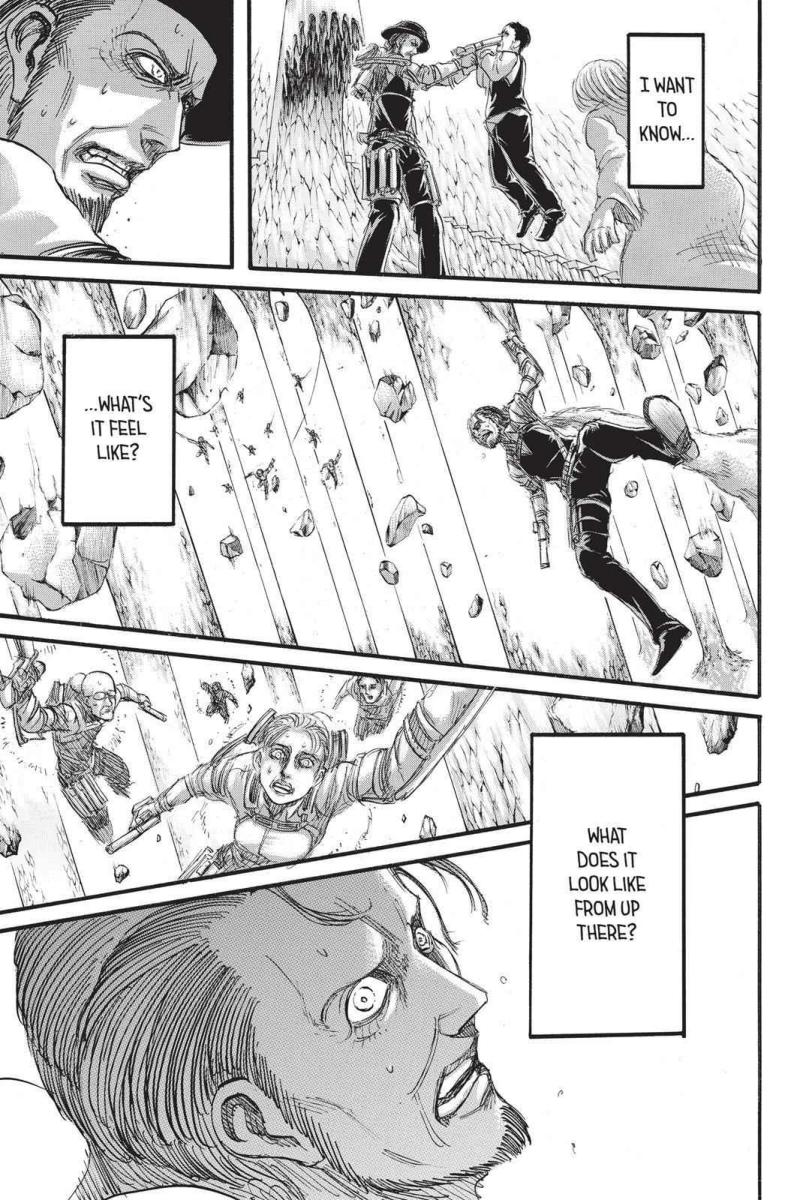 I WANT
TO
KNOW...
...WHAT'S
IT FEEL
LIKE?
WHAT
DOES IT
LOOK LIKE
FROM UP
THERE?